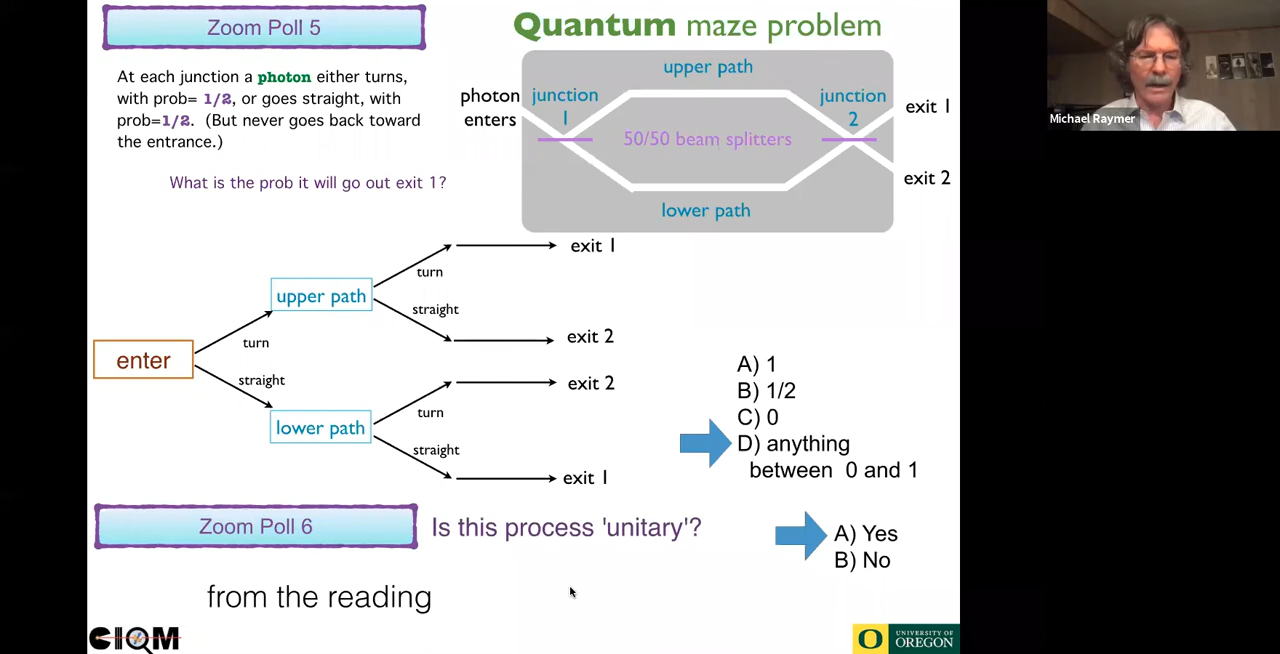 Zoom Poll 5
Quantum maze problem
At each junction a photon either turns,
with prob= 1/2, or goes straight, with
prob=1/2. (But never goes back toward
the entrance.)
What is the prob it will go out exit 1?
upper path
photon
enters
junction
1
junction
2
50/50 beam splitters
exit 1
exit 2
lower path
Michael Raymer
enter
turn
straight
upper path
turn
exit 1
straight
exit 2
lower path
turn
exit 2
straight
exit 1
A) 1
B) 1/2
C) 0
D) anything
between 0 and 1
Zoom Poll 6
Is this process 'unitary'?
A) Yes
B) No
from the reading
CIQM
O
UNIVERSITY OF
OREGON